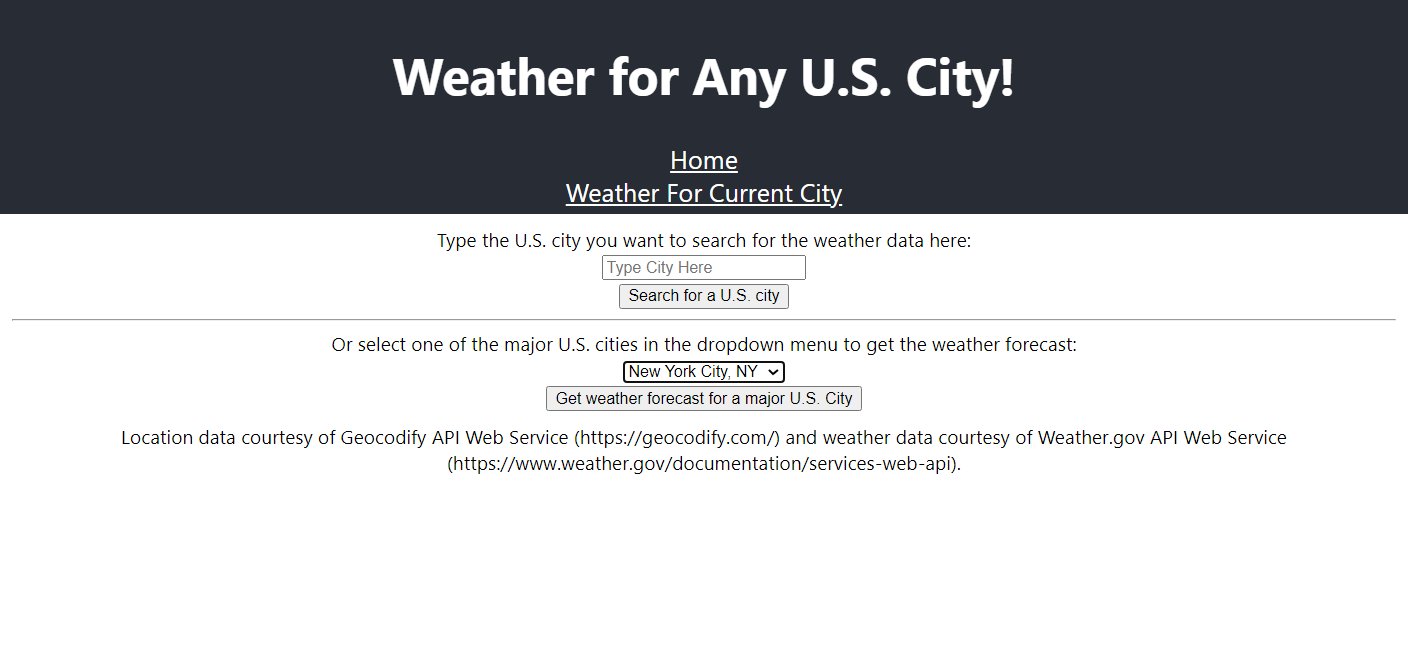 Weather for Any U.S. City!
Home
Weather For Current City
Type the U.S. city you want to search for the weather data here:
Type City Here
Search for a U.S. city
Or select one of the major U.S. cities in the dropdown menu to get the weather forecast:
New York City, NY
Get weather forecast for a major U.S. City
Location data courtesy of Geocodify API Web Service (https://geocodify.com/) and weather data courtesy of Weather.gov API Web Service
(https://www.weather.gov/documentation/services-web-api).